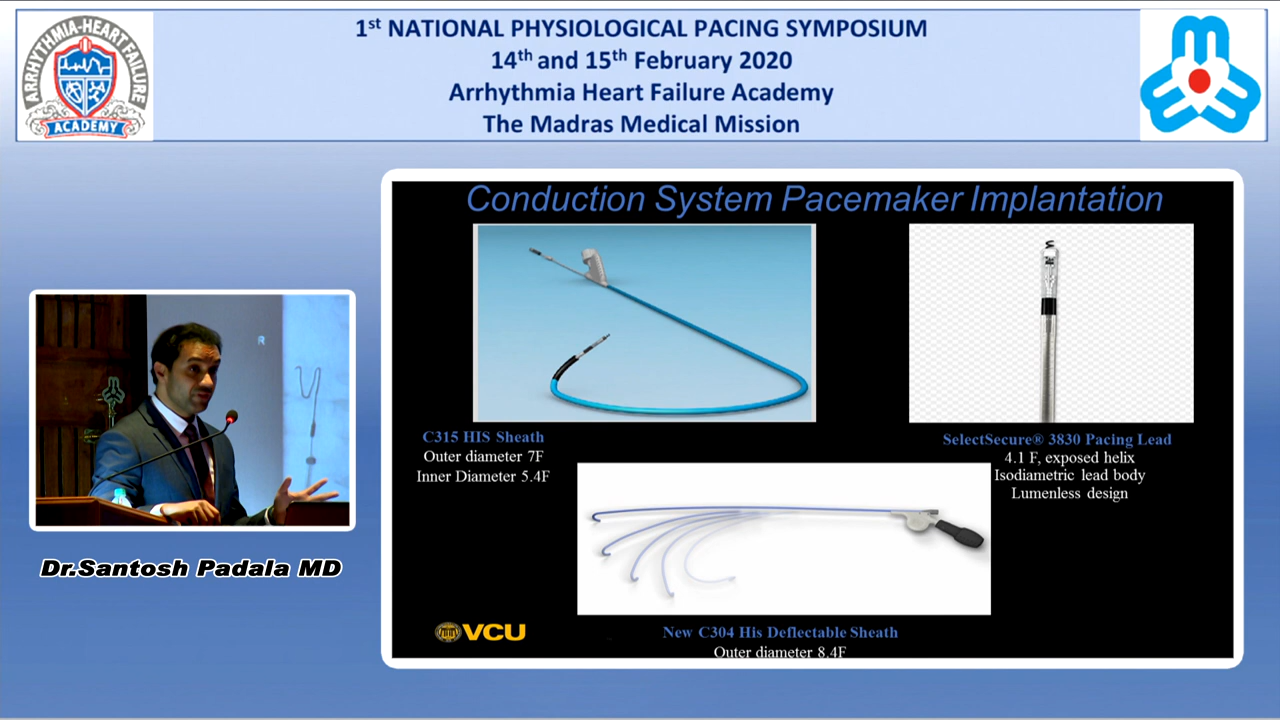 1st NATIONAL PHYSIOLOGICAL PACING SYMPOSIUM
14th and 15th February 2020
Arrhythmia Heart Failure Academy
The Madras Medical Mission
ARRHYTHMIA-HEART FAILURE
ACADEMY
Conduction System Pacemaker Implantation
C315 HIS Sheath
Outer diameter 7F
Inner Diameter 5.4F
SelectSecure® 3830 Pacing Lead
4.1 F, exposed helix
Isodiametric lead body
Lumenless design
R
Dr.Santosh Padala MD
VCU
New C304 His Deflectable Sheath
Outer diameter 8.4F